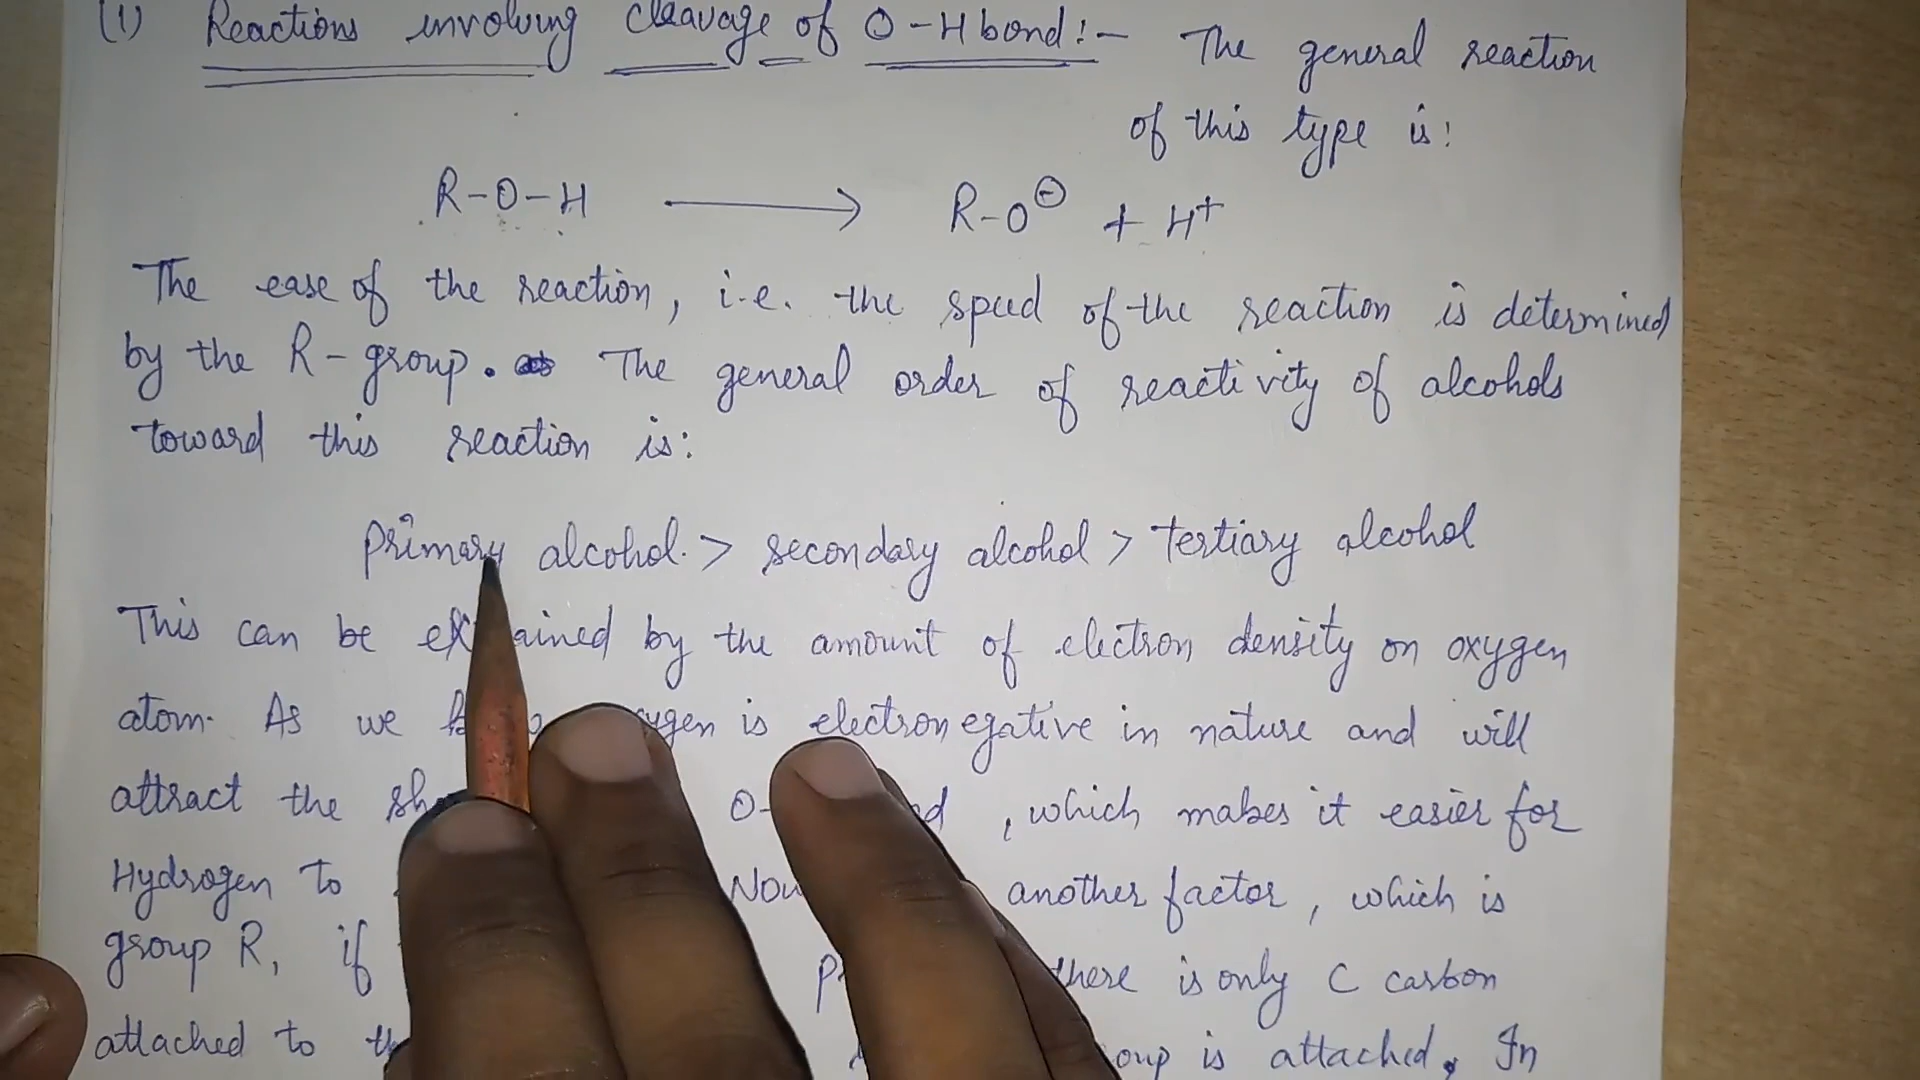 (1) Reactions involving cleavage of O-H bond:- The general reaction
of this type is:
R-O-H ⟶ R-O⊖ + H+
The ease of the reaction, i.e. the speed of the reaction is determined
by the R-group. The general order of reactivity of alcohols
toward this reaction is:
Primary alcohol. > secondary alcohol > tertiary alcohol
This can be by the amount of electron density on oxygen
atom. As we is electronegative in nature and will
attract the , which makes it easier for
Hydrogen to another factor, which is
group R, if there is only C carbon
attached to is attached. In